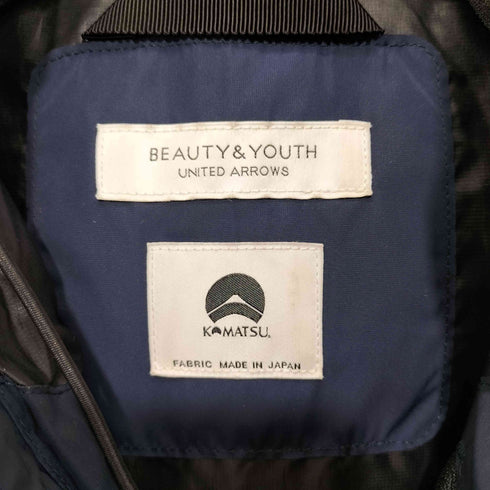 BEAUTY&YOUTH
UNITED ARROWS
KOMATSU
FABRIC MADE IN JAPAN